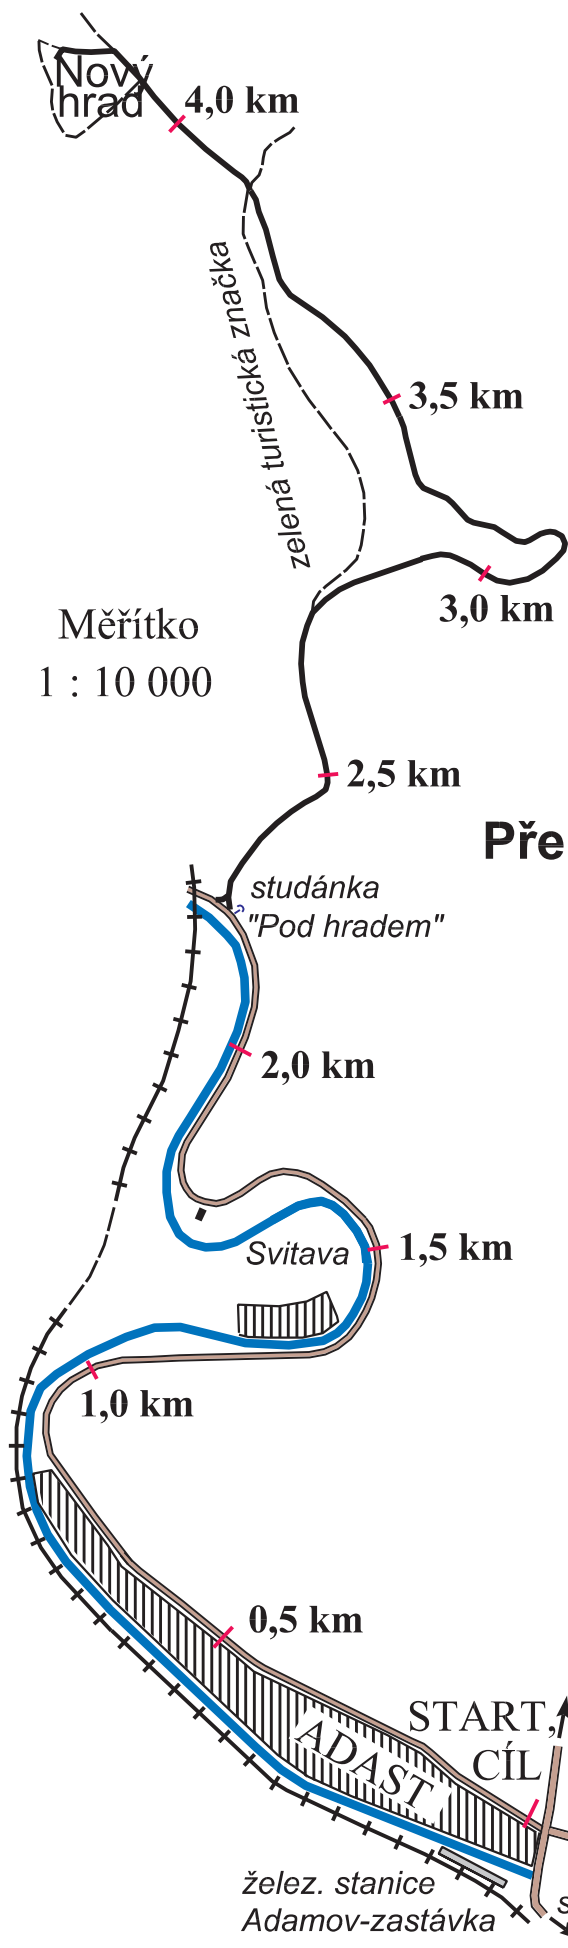 Nový
hrad
4,0 km
zelená turistická značka
3,5 km
3,0 km
Měřítko
1 : 10 000
2,5 km
Pře
studánka
"Pod hradem"
2,0 km
Svitava
1,5 km
1,0 km
0,5 km
START,
CÍL
ADAST
želez. stanice
Adamov-zastávka
s